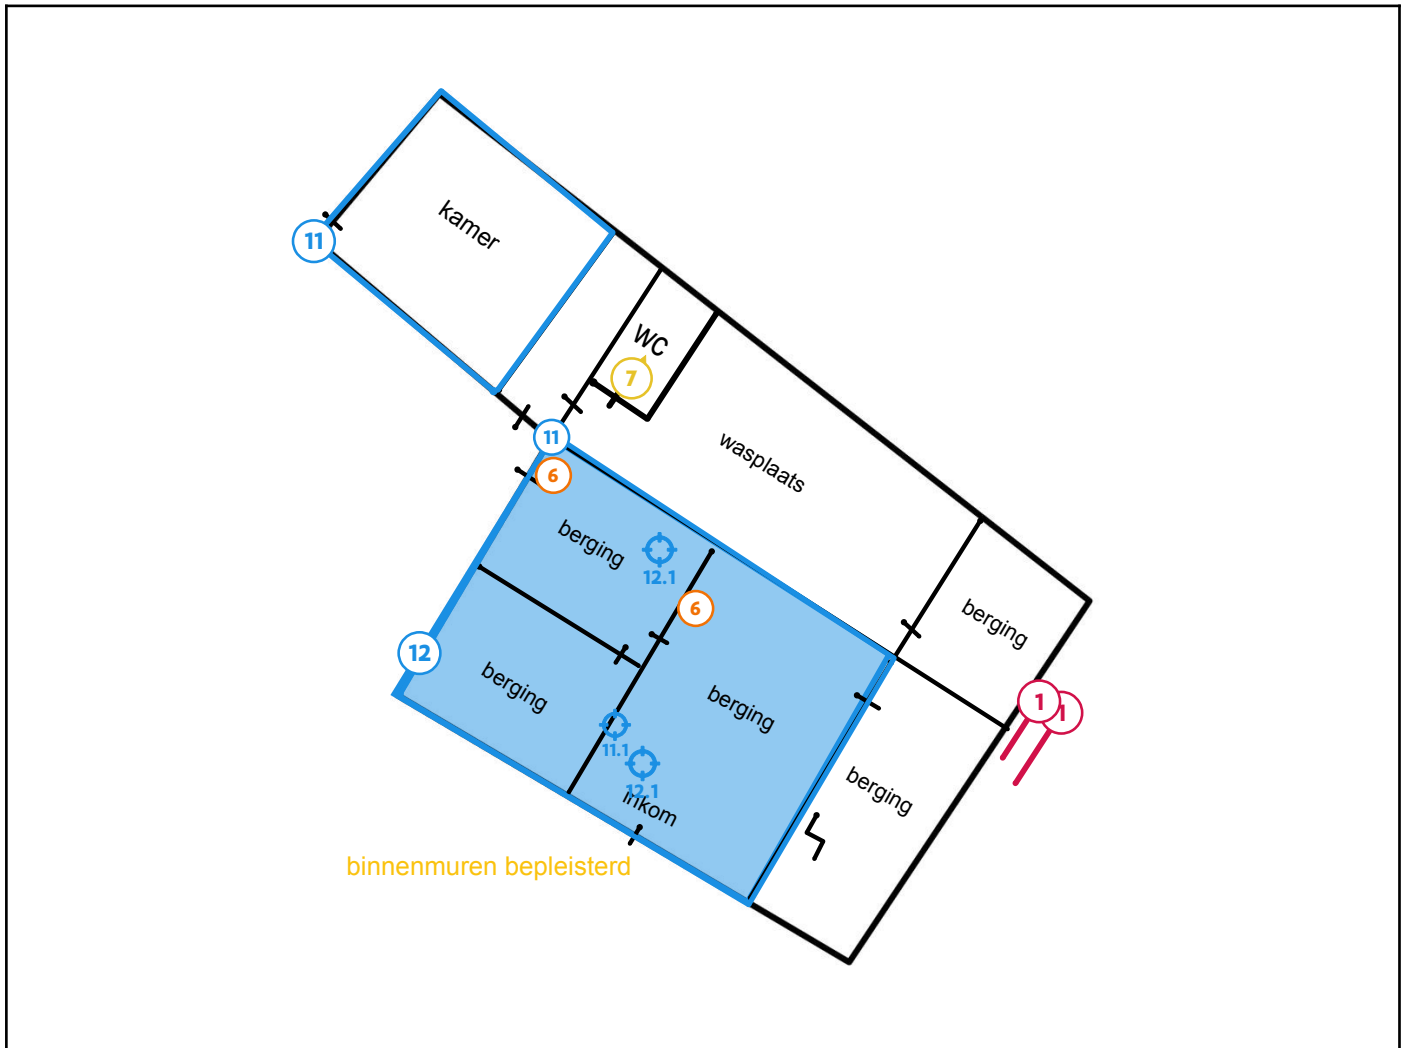 kamer
11
WC
7
11
wasplaats
6
berging
12.1
6
berging
12
berging
berging
1
1
11.1
12.1
inkom
berging
binnenmuren bepleisterd